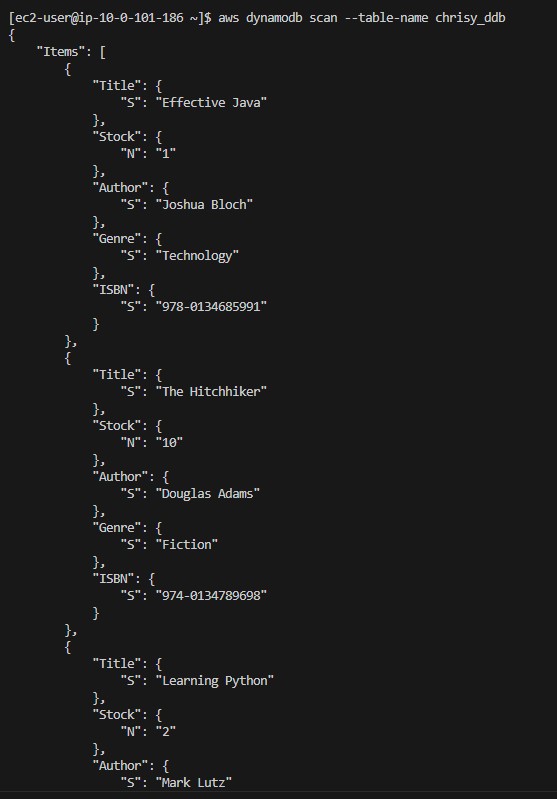 [ec2-user@ip-10-0-101-186 ~]$ aws dynamodb scan --table-name chrisy_ddb
{
    "Items": [
        {
            "Title": {
                "S": "Effective Java"
            },
            "Stock": {
                "N": "1"
            },
            "Author": {
                "S": "Joshua Bloch"
            },
            "Genre": {
                "S": "Technology"
            },
            "ISBN": {
                "S": "978-0134685991"
            }
        },
        {
            "Title": {
                "S": "The Hitchhiker"
            },
            "Stock": {
                "N": "10"
            },
            "Author": {
                "S": "Douglas Adams"
            },
            "Genre": {
                "S": "Fiction"
            },
            "ISBN": {
                "S": "974-0134789698"
            }
        },
        {
            "Title": {
                "S": "Learning Python"
            },
            "Stock": {
                "N": "2"
            },
            "Author": {
                "S": "Mark Lutz"